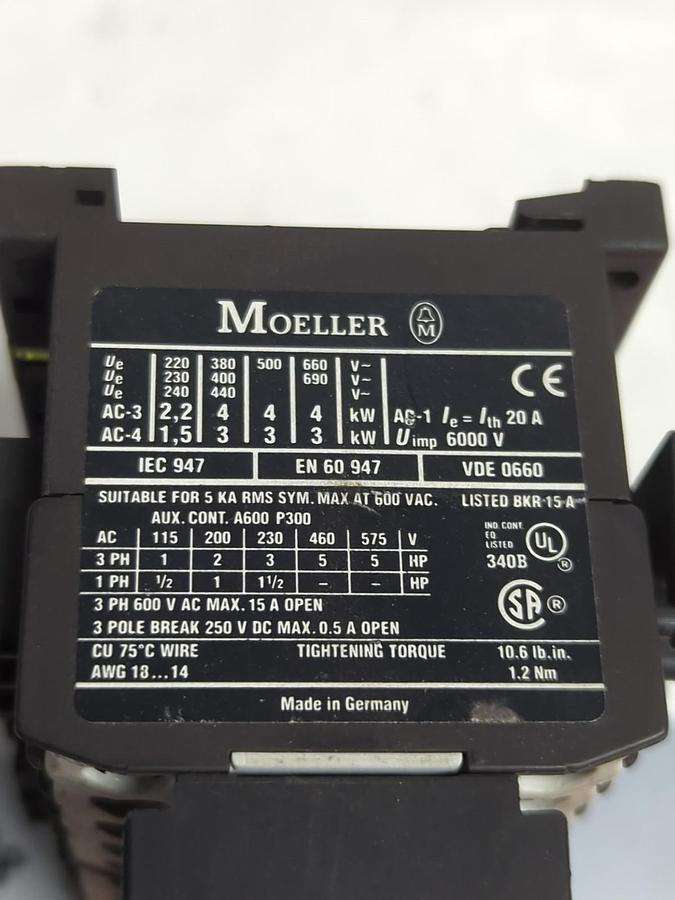 MOELLER M
Ue 220 380 500 660 V~
Ue 230 400 690 V~
Ue 240 440 V~
AC-3 2,2 4 4 4 kW AC-1 Ie = Ith 20 A
AC-4 1,5 3 3 3 kW Uimp 6000 V
CE
IEC 947 EN 60 947 VDE 0660
SUITABLE FOR 5 KA RMS SYM. MAX AT 600 VAC. LISTED BKR 15 A
AUX. CONT. A600 P300
AC 115 200 230 460 575 V
3 PH 1 2 3 5 5 HP
1 PH 1/2 1 1 1/2 – – HP
IND. CONT.
EQ
LISTED
340B
UL ®
SA ®
3 PH 600 V AC MAX. 15 A OPEN
3 POLE BREAK 250 V DC MAX. 0.5 A OPEN
CU 75°C WIRE TIGHTENING TORQUE 10.6 lb.in.
AWG 18...14 1.2 Nm
Made in Germany